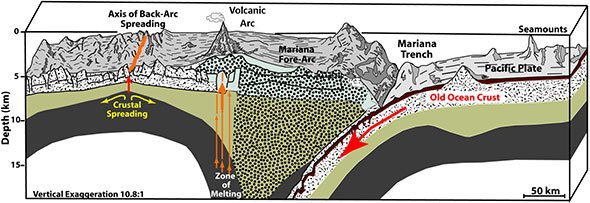 Axis of Back-Arc
Spreading
Volcanic
Arc
Mariana
Fore-Arc
Mariana
Trench
Seamounts
Pacific Plate
Old Ocean Crust
Crustal
Spreading
Zone
of
Melting
Depth (km)
0
5
10
15
Vertical Exaggeration 10.8:1
50 km